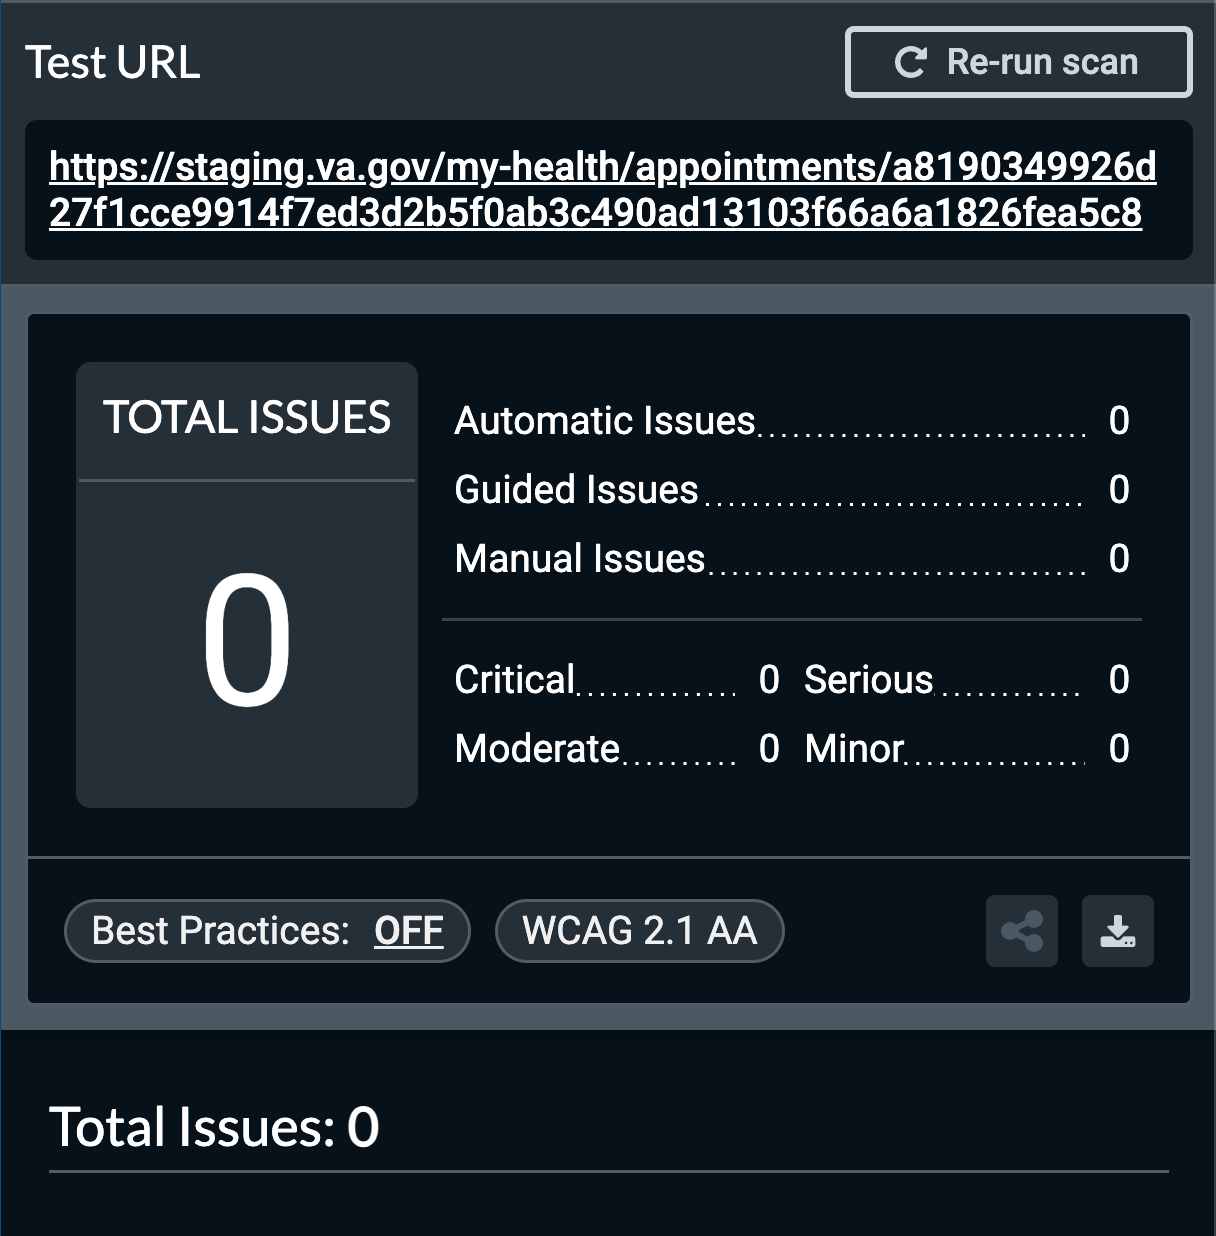 Test URL
Re-run scan
https://staging.va.gov/my-health/appointments/a8190349926d
27f1cce9914f7ed3d2b5f0ab3c490ad13103f66a6a1826fea5c8
TOTAL ISSUES
0
Automatic Issues 0
Guided Issues 0
Manual Issues 0
Critical 0 Serious 0
Moderate 0 Minor 0
Best Practices: OFF
WCAG 2.1 AA
Total Issues: 0